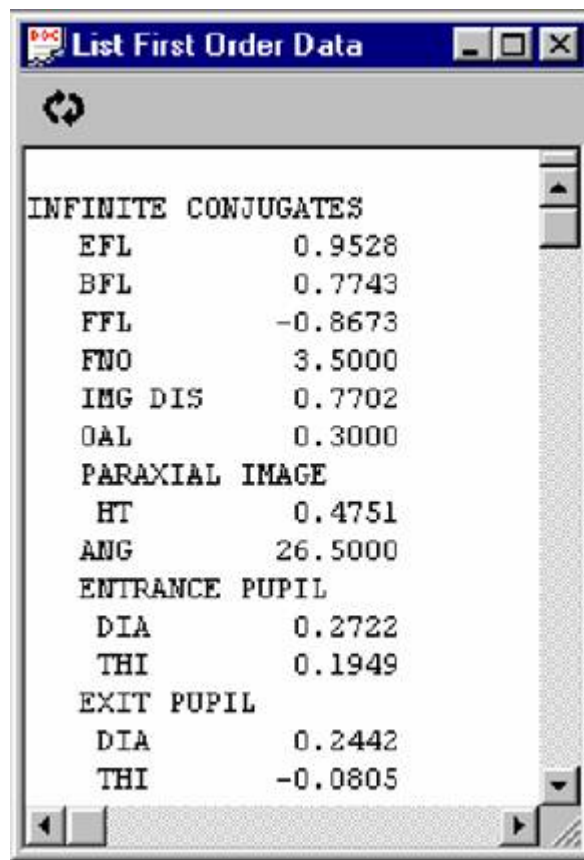 List First Order Data
INFINITE CONJUGATES
EFL 0.9528
BFL 0.7743
FFL -0.8673
FNO 3.5000
IMG DIS 0.7702
OAL 0.3000
PARAXIAL IMAGE
HT 0.4751
ANG 26.5000
ENTRANCE PUPIL
DIA 0.2722
THI 0.1949
EXIT PUPIL
DIA 0.2442
THI -0.0805